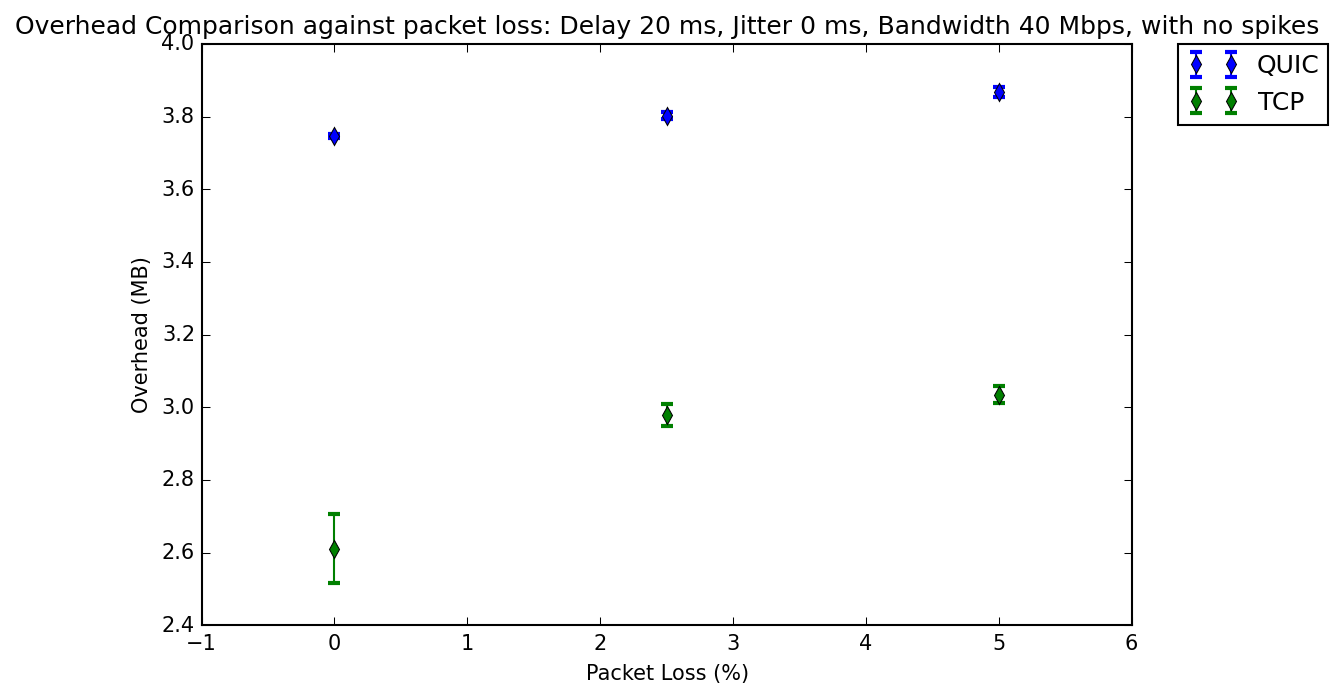 Overhead Comparison against packet loss: Delay 20 ms, Jitter 0 ms, Bandwidth 40 Mbps, with no spikes
QUIC
TCP
Overhead (MB)
4.0
3.8
3.6
3.4
3.2
3.0
2.8
2.6
2.4
−1 0 1 2 3 4 5 6
Packet Loss (%)